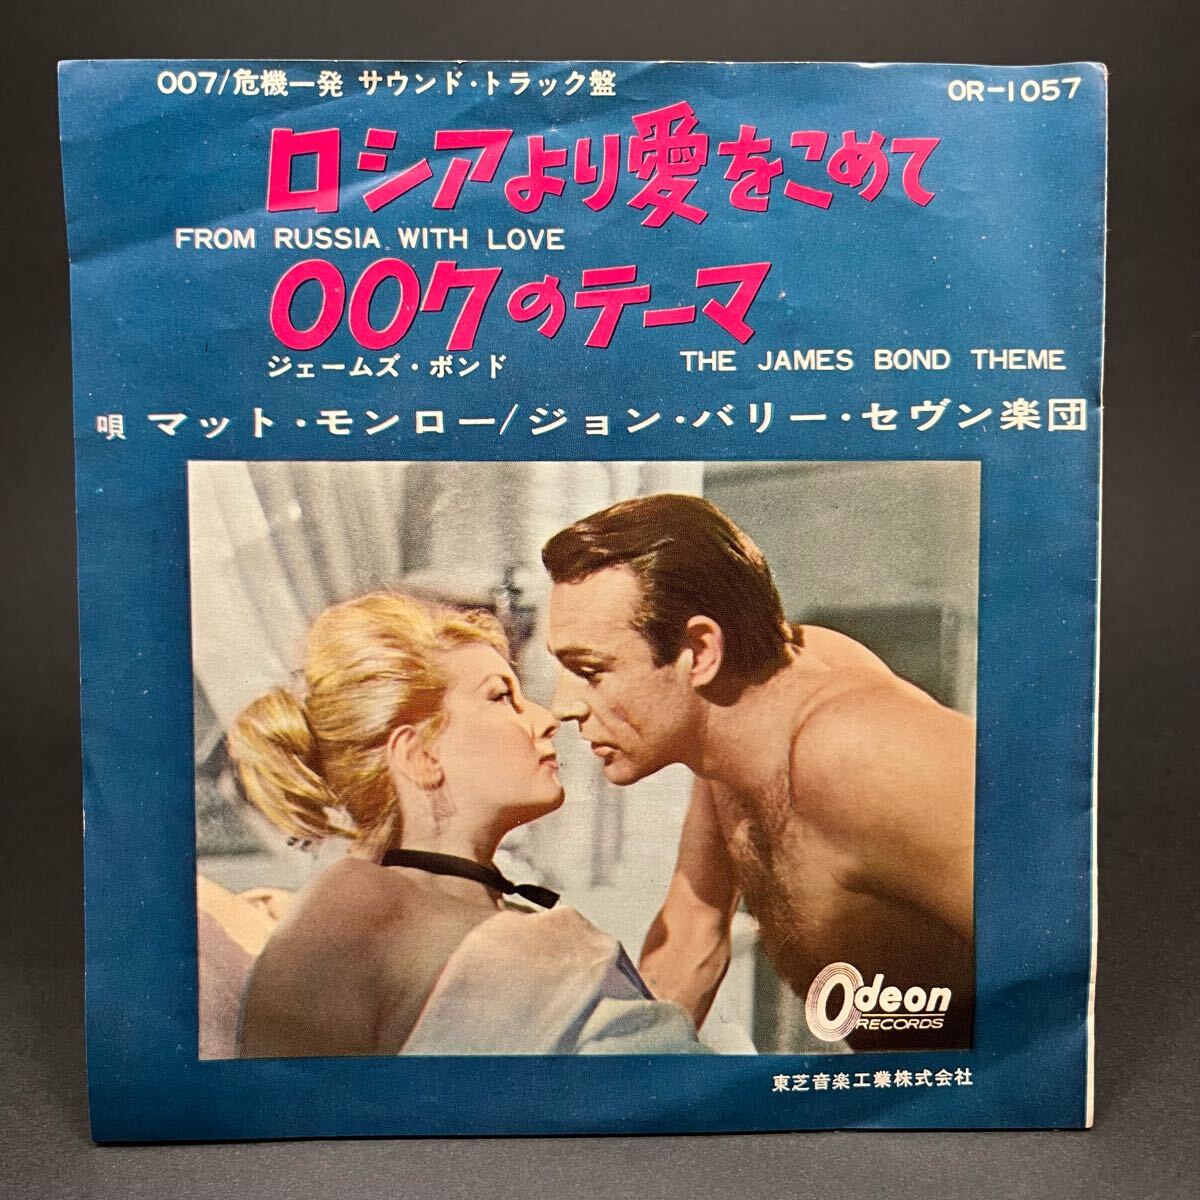 007/危機一発 サウンド・トラック盤 OR-1057
ロシアより愛をこめて
FROM RUSSIA WITH LOVE
007のテーマ
ジェームズ・ボンド THE JAMES BOND THEME
唄 マット・モンロー/ジョン・バリー・セヴン楽団
Odeon
RECORDS
東芝音楽工業株式会社